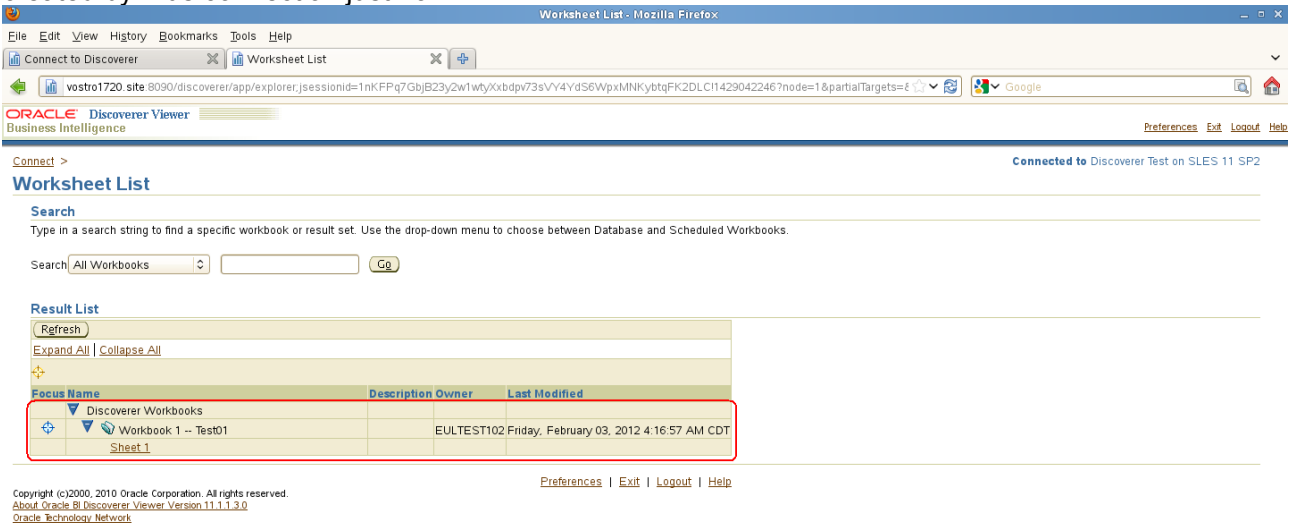 Worksheet List - Mozilla Firefox
File Edit View History Bookmarks Tools Help
Connect to Discoverer Worksheet List
vostro1720.site:8090/discoverer/app/explorer;jsessionid=1nKFPq7GbjB23y2w1wtyXxbdpv73sVY4YdS6WpxMNKybtqFK2DLC!1429042246?node=1&partialTargets=& Google
ORACLE Discoverer Viewer
Business Intelligence
Preferences Exit Logout Help
Connect >
Connected to Discoverer Test on SLES 11 SP2
Worksheet List
Search
Type in a search string to find a specific workbook or result set. Use the drop-down menu to choose between Database and Scheduled Workbooks.
Search All Workbooks Go
Result List
Refresh
Expand All | Collapse All
Focus Name Description Owner Last Modified
Discoverer Workbooks
Workbook 1 -- Test01 EULTEST102 Friday, February 03, 2012 4:16:57 AM CDT
Sheet 1
Preferences | Exit | Logout | Help
Copyright (c)2000, 2010 Oracle Corporation. All rights reserved.
About Oracle BI Discoverer Viewer Version 11.1.1.3.0
Oracle Technology Network